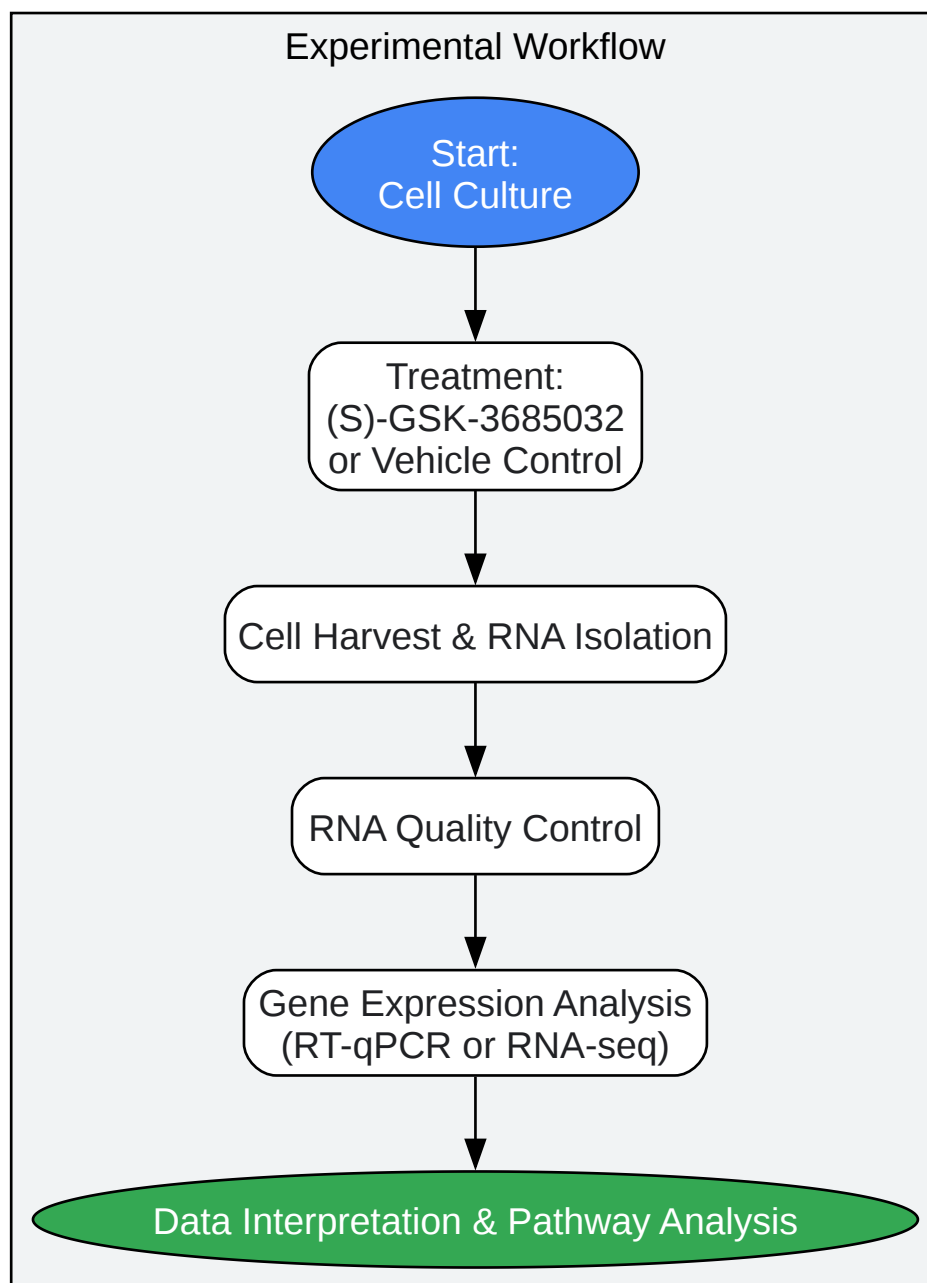 Experimental Workflow
Start:
Cell Culture
Treatment:
(S)-GSK-3685032
or Vehicle Control
Cell Harvest & RNA Isolation
RNA Quality Control
Gene Expression Analysis
(RT-qPCR or RNA-seq)
Data Interpretation & Pathway Analysis